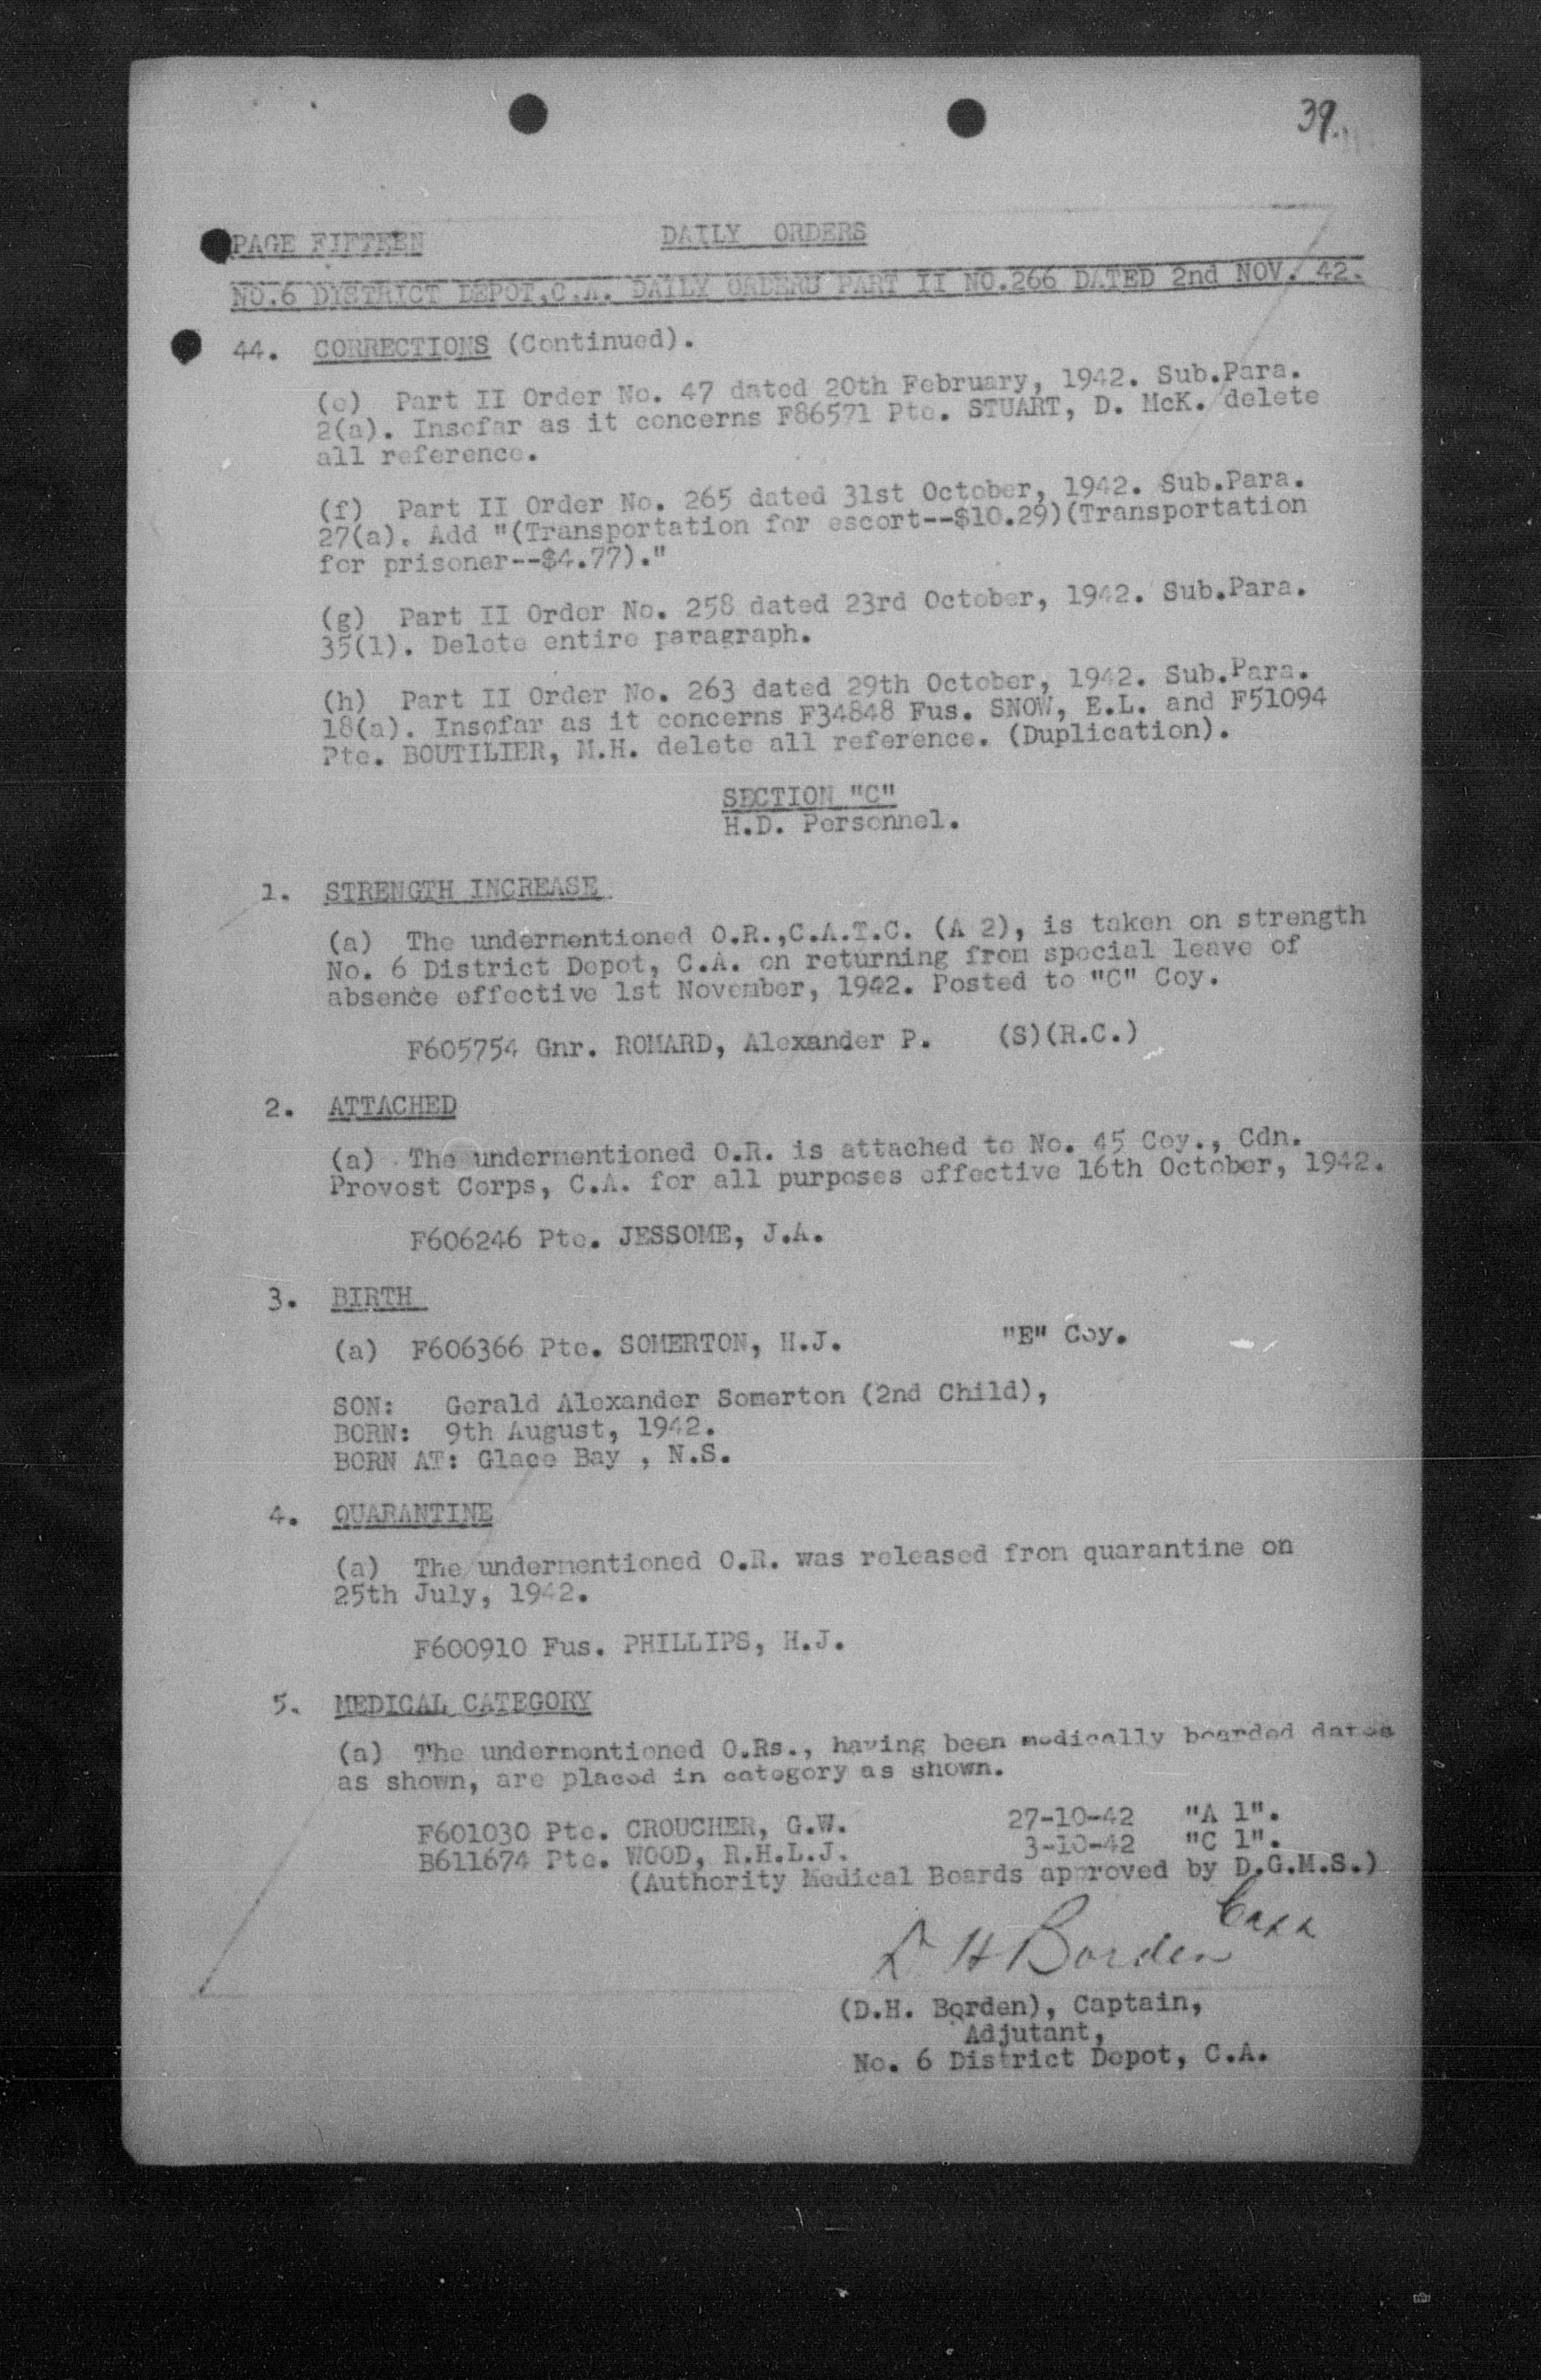 39.
PAGE FIFTEEN DAILY ORDERS
NO.6 DISTRICT DEPOT,C.A. DAILY ORDERS PART II NO.266 DATED 2nd NOV. 42.
44. CORRECTIONS (Continued).
(e) Part II Order No. 47 dated 20th February, 1942. Sub.Para.
2(a). Insofar as it concerns F86571 Pte. STUART, D. McK. delete
all reference.
(f) Part II Order No. 265 dated 31st October, 1942. Sub.Para.
27(a). Add "(Transportation for escort--$10.29)(Transportation
for prisoner--$4.77)."
(g) Part II Order No. 258 dated 23rd October, 1942. Sub.Para.
35(1). Delete entire paragraph.
(h) Part II Order No. 263 dated 29th October, 1942. Sub.Para.
18(a). Insofar as it concerns F34848 Fus. SNOW, E.L. and F51094
Pte. BOUTILIER, M.H. delete all reference. (Duplication).
SECTION "C"
H.D. Personnel.
1. STRENGTH INCREASE
(a) The undermentioned O.R.,C.A.T.C. (A 2), is taken on strength
No. 6 District Depot, C.A. on returning from special leave of
absence effective 1st November, 1942. Posted to "C" Coy.
F605754 Gnr. ROMARD, Alexander P. (S)(R.C.)
2. ATTACHED
(a) The undermentioned O.R. is attached to No. 45 Coy., Cdn.
Provost Corps, C.A. for all purposes effective 16th October, 1942.
F606246 Pte. JESSOME, J.A.
3. BIRTH
(a) F606366 Pte. SOMERTON, H.J. "E" Coy.
SON: Gerald Alexander Somerton (2nd Child),
BORN: 9th August, 1942.
BORN AT: Glace Bay , N.S.
4. QUARANTINE
(a) The undermentioned O.R. was released from quarantine on
25th July, 1942.
F600910 Fus. PHILLIPS, H.J.
5. MEDICAL CATEGORY
(a) The undermentioned O.Rs., having been medically boarded dates
as shown, are placed in category as shown.
F601030 Pte. CROUCHER, G.W. 27-10-42 "A 1".
B611674 Pte. WOOD, R.H.L.J. 3-10-42 "C 1".
(Authority Medical Boards approved by D.G.M.S.)
D H Borden Capt
(D.H. Borden), Captain,
Adjutant,
No. 6 District Depot, C.A.